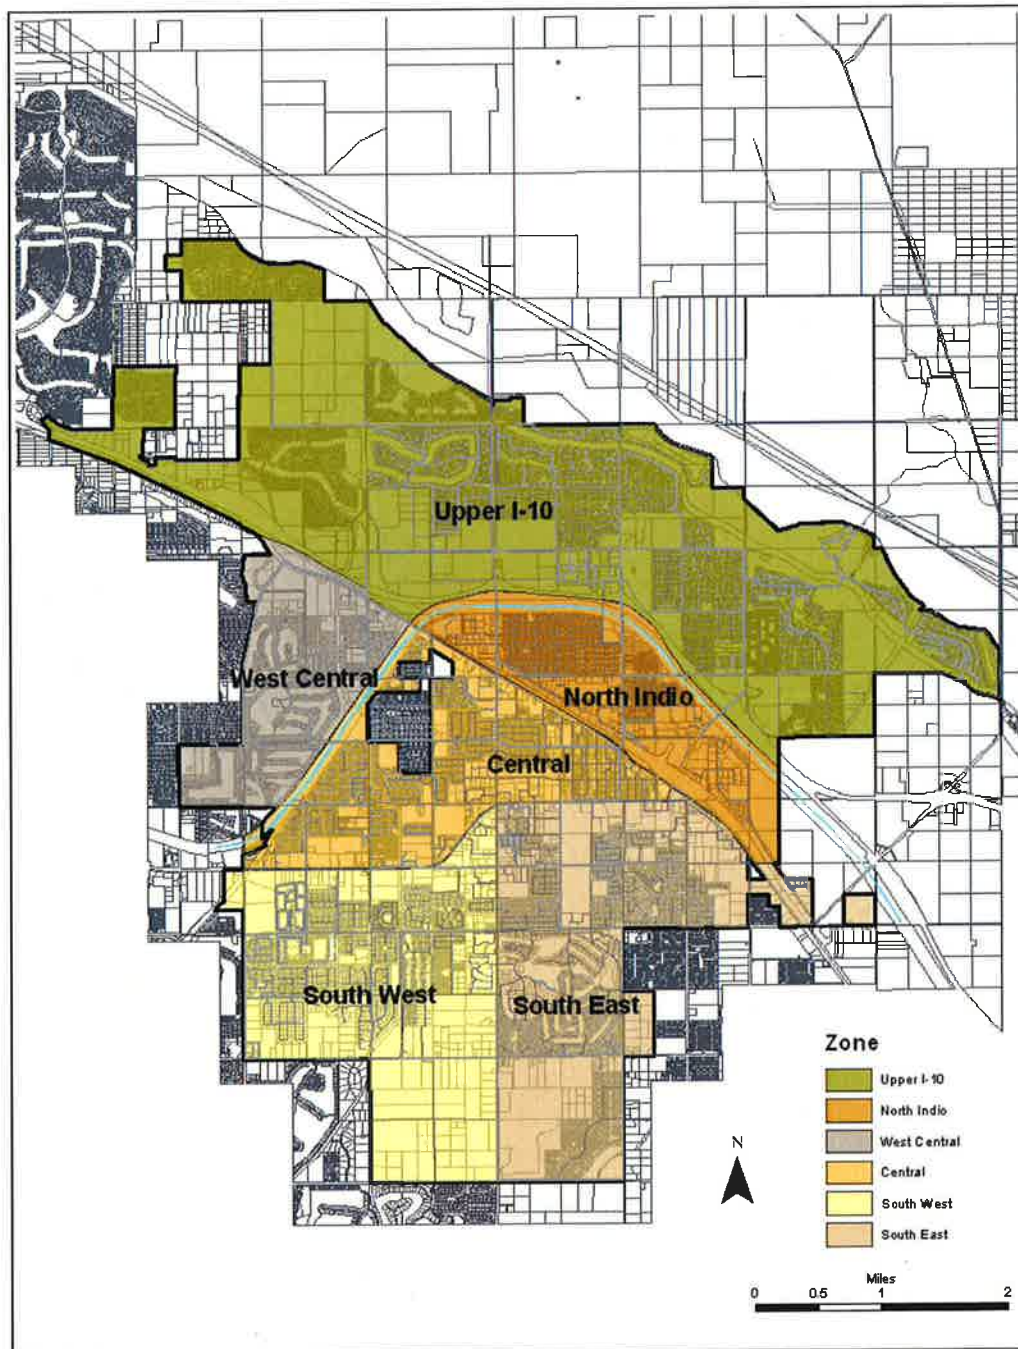 Upper I-10
West Central
North Indio
Central
South West
South East
Zone
Upper I-10
North Indio
West Central
Central
South West
South East
N
Miles
0 0.5 1 2